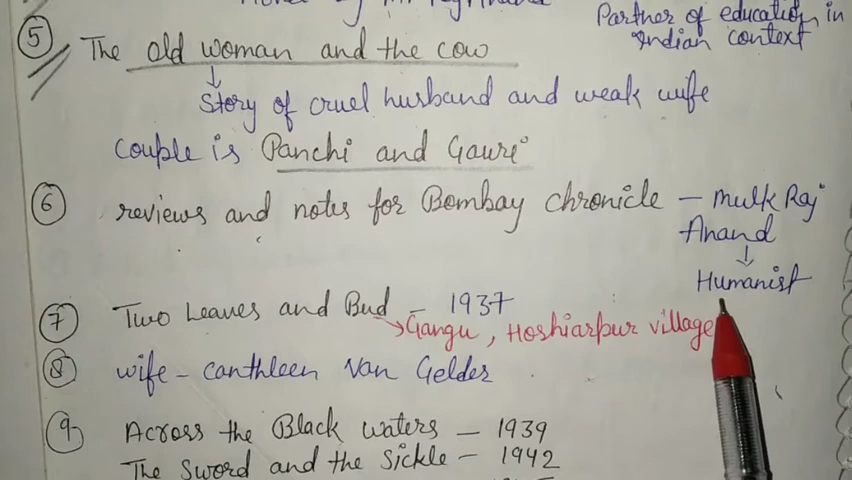 Partner of education in
Indian context
5 The old woman and the cow
Story of cruel husband and weak wife
couple is Panchi and Gauri
6 reviews and notes for Bombay chronicle – Mulk Raj
Anand
Humanist
7 Two Leaves and Bud – 1937
Gangu, Hoshiarpur village
8 wife – canthleen Van Gelder
9 Across the Black waters – 1939
The Sword and the Sickle – 1942